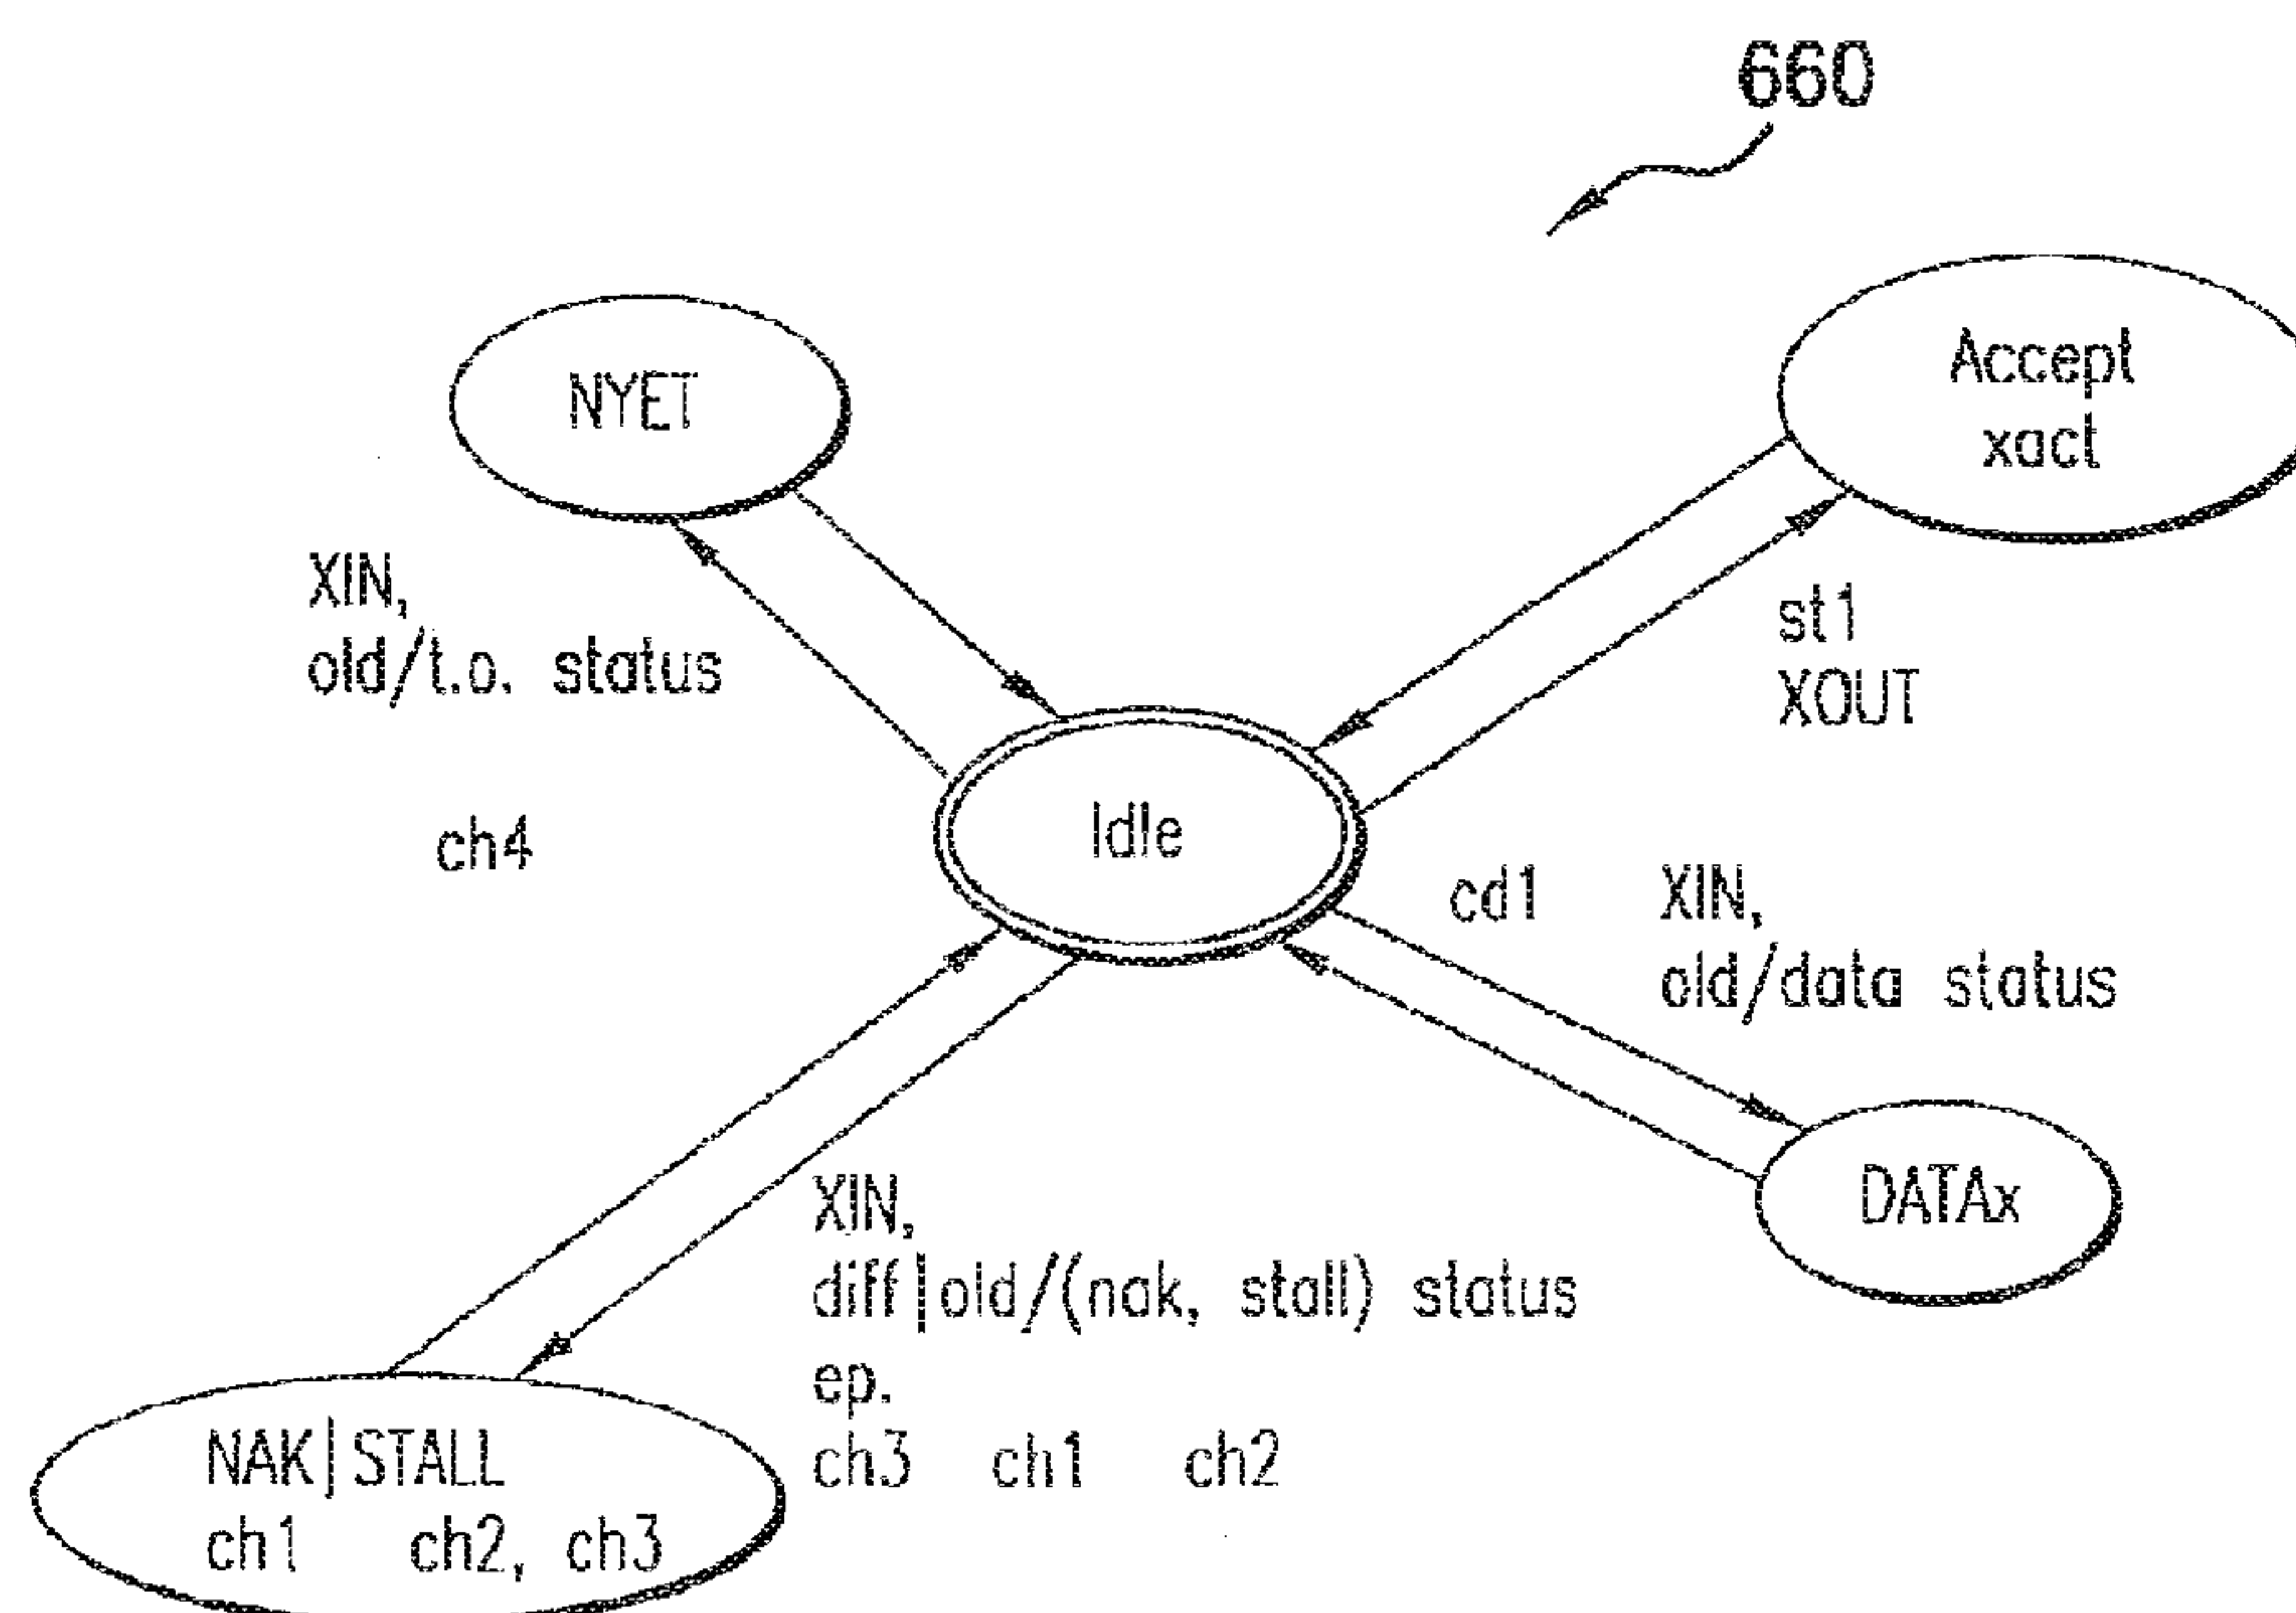 660
NYET
Accept
xact
XIN,
old/t.o. status
st1
XOUT
ch4
Idle
cd1
XIN,
old/data status
DATAx
XIN,
diff|old/(nak, stall) status
ep.
ch3 ch1 ch2
NAK|STALL
ch1 ch2, ch3